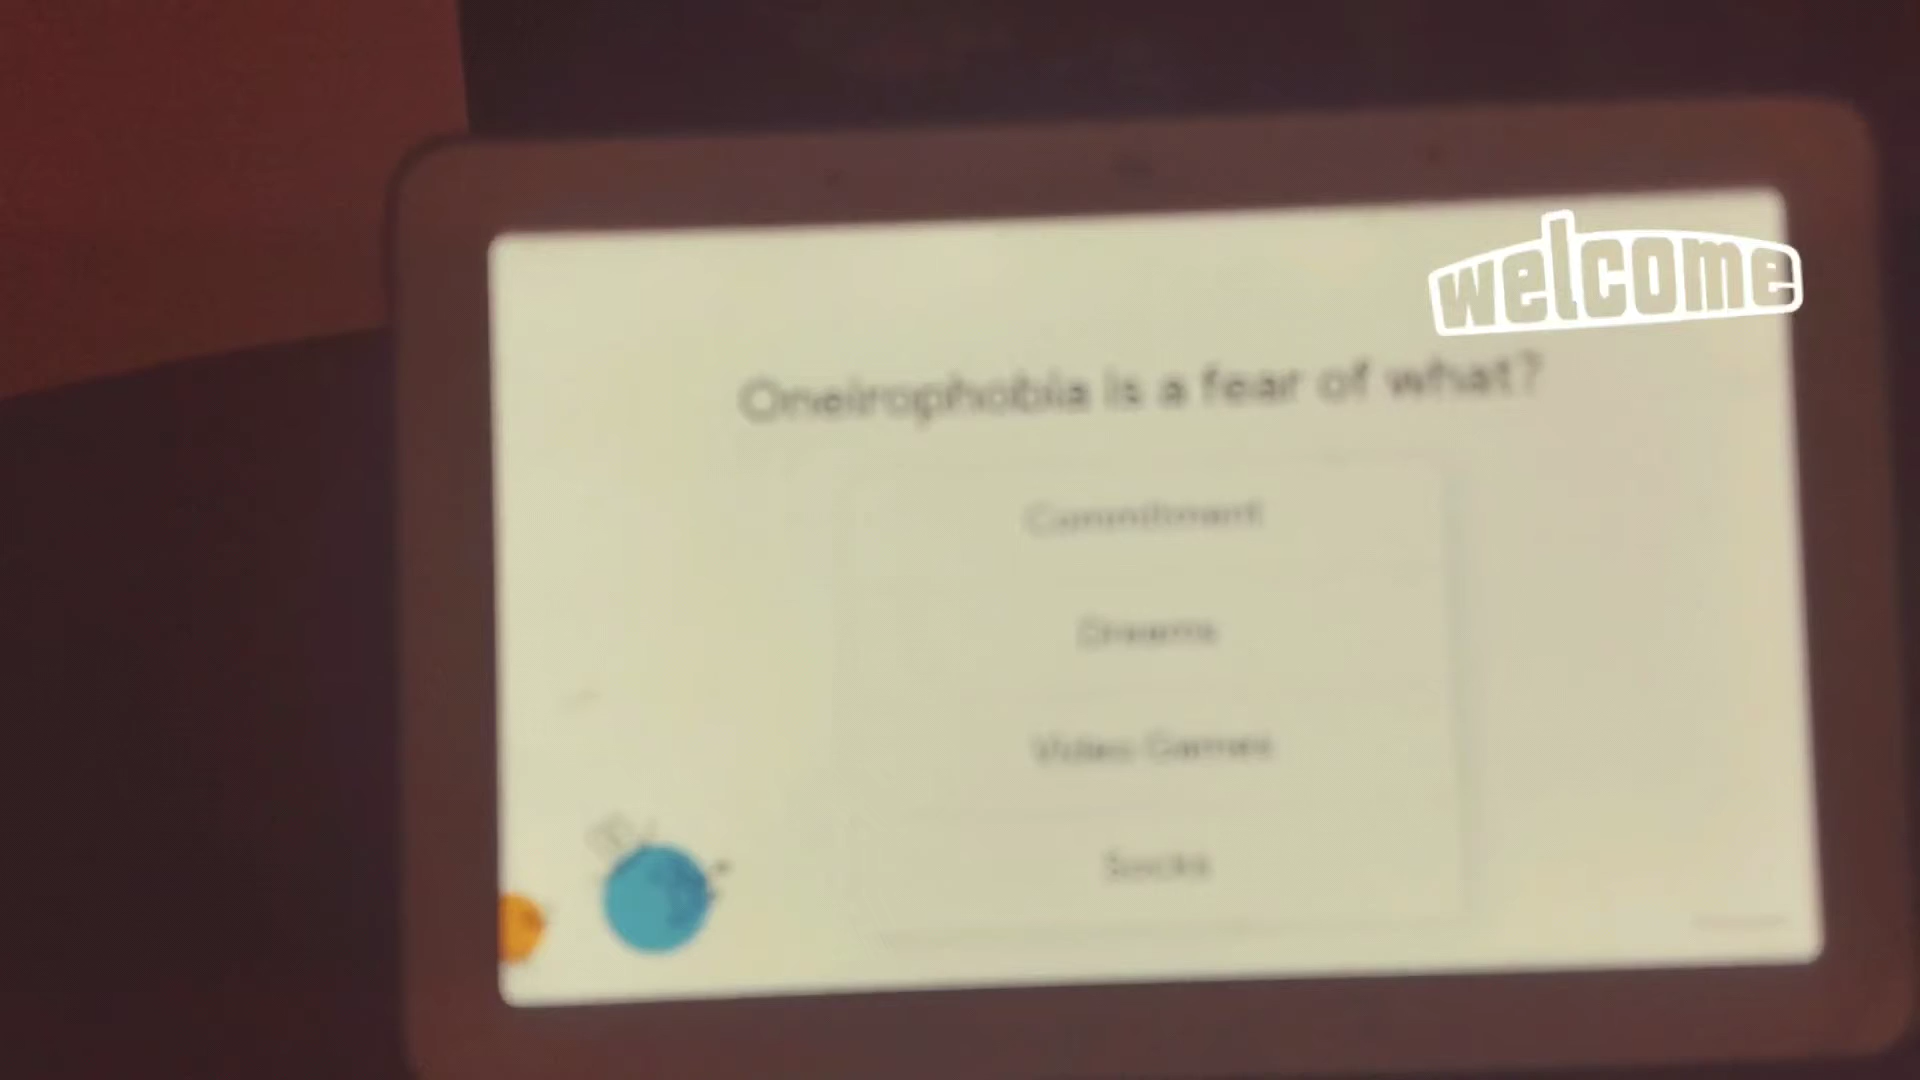 welcome
Oneirophobia is a fear of what?
Commitment
Dreams
Video Games
Socks